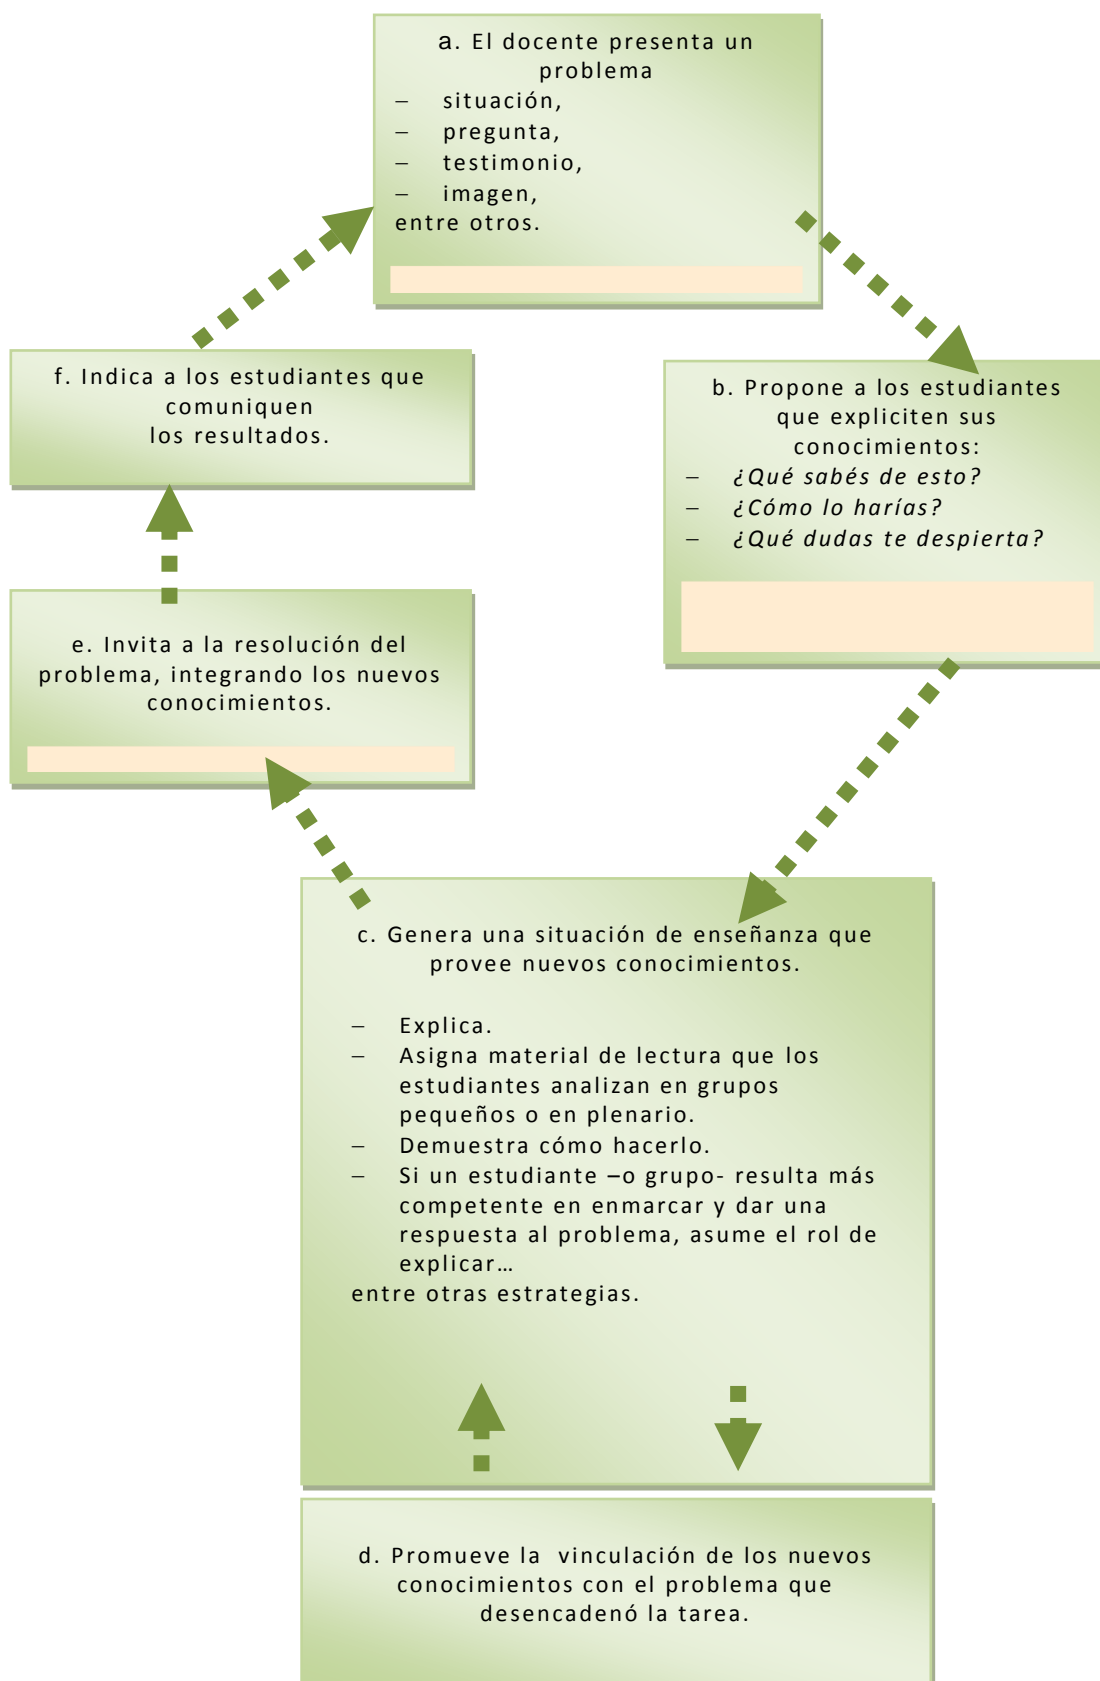 a. El docente presenta un
problema
– situación,
– pregunta,
– testimonio,
– imagen,
entre otros.
b. Propone a los estudiantes
que expliciten sus
conocimientos:
– ¿Qué sabés de esto?
– ¿Cómo lo harías?
– ¿Qué dudas te despierta?
c. Genera una situación de enseñanza que
provee nuevos conocimientos.
– Explica.
– Asigna material de lectura que los
estudiantes analizan en grupos
pequeños o en plenario.
– Demuestra cómo hacerlo.
– Si un estudiante –o grupo- resulta más
competente en enmarcar y dar una
respuesta al problema, asume el rol de
explicar…
entre otras estrategias.
d. Promueve la vinculación de los nuevos
conocimientos con el problema que
desencadenó la tarea.
e. Invita a la resolución del
problema, integrando los nuevos
conocimientos.
f. Indica a los estudiantes que
comuniquen
los resultados.